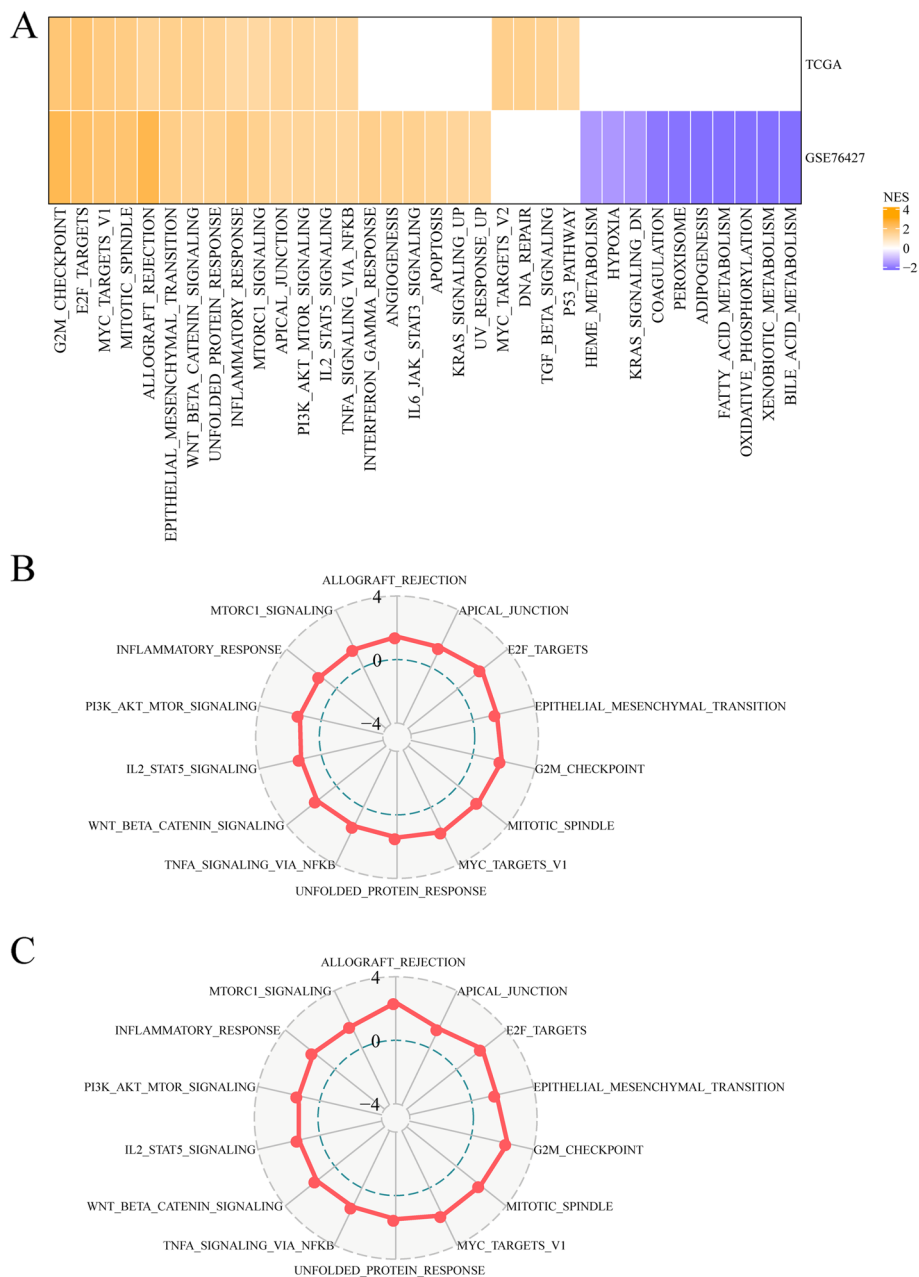 A
TCGA
GSE76427
NES
4
2
0
−2
G2M_CHECKPOINT
E2F_TARGETS
MYC_TARGETS_V1
MITOTIC_SPINDLE
ALLOGRAFT_REJECTION
EPITHELIAL_MESENCHYMAL_TRANSITION
WNT_BETA_CATENIN_SIGNALING
UNFOLDED_PROTEIN_RESPONSE
INFLAMMATORY_RESPONSE
MTORC1_SIGNALING
APICAL_JUNCTION
PI3K_AKT_MTOR_SIGNALING
IL2_STAT5_SIGNALING
TNFA_SIGNALING_VIA_NFKB
INTERFERON_GAMMA_RESPONSE
ANGIOGENESIS
IL6_JAK_STAT3_SIGNALING
APOPTOSIS
KRAS_SIGNALING_UP
UV_RESPONSE_UP
MYC_TARGETS_V2
DNA_REPAIR
TGF_BETA_SIGNALING
P53_PATHWAY
HEME_METABOLISM
HYPOXIA
KRAS_SIGNALING_DN
COAGULATION
PEROXISOME
ADIPOGENESIS
FATTY_ACID_METABOLISM
OXIDATIVE_PHOSPHORYLATION
XENOBIOTIC_METABOLISM
BILE_ACID_METABOLISM
B
ALLOGRAFT_REJECTION
4
MTORC1_SIGNALING
APICAL_JUNCTION
INFLAMMATORY_RESPONSE
E2F_TARGETS
0
PI3K_AKT_MTOR_SIGNALING
EPITHELIAL_MESENCHYMAL_TRANSITION
−4
IL2_STAT5_SIGNALING
G2M_CHECKPOINT
WNT_BETA_CATENIN_SIGNALING
MITOTIC_SPINDLE
TNFA_SIGNALING_VIA_NFKB
MYC_TARGETS_V1
UNFOLDED_PROTEIN_RESPONSE
C
ALLOGRAFT_REJECTION
4
MTORC1_SIGNALING
APICAL_JUNCTION
INFLAMMATORY_RESPONSE
E2F_TARGETS
0
PI3K_AKT_MTOR_SIGNALING
EPITHELIAL_MESENCHYMAL_TRANSITION
−4
IL2_STAT5_SIGNALING
G2M_CHECKPOINT
WNT_BETA_CATENIN_SIGNALING
MITOTIC_SPINDLE
TNFA_SIGNALING_VIA_NFKB
MYC_TARGETS_V1
UNFOLDED_PROTEIN_RESPONSE